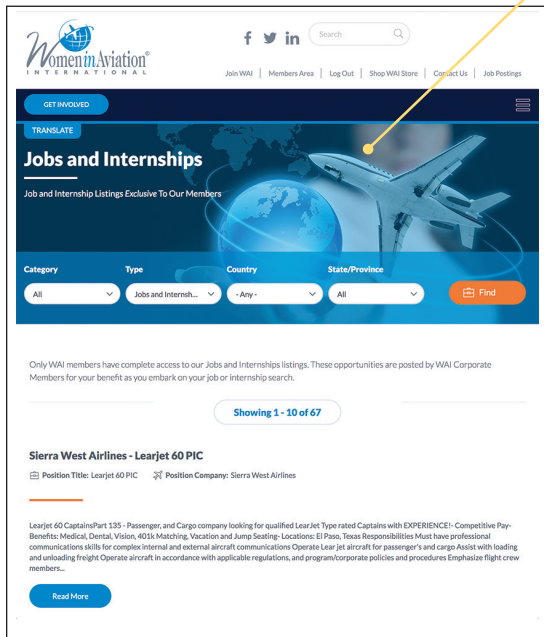 Women in Aviation®
INTERNATIONAL
Search
Join WAI | Members Area | Log Out | Shop WAI Store | Contact Us | Job Postings
GET INVOLVED
TRANSLATE
Jobs and Internships
Job and Internship Listings Exclusive To Our Members
Category Type Country State/Province
All Jobs and Internsh... - Any - All Find
Only WAI members have complete access to our Jobs and Internships listings. These opportunities are posted by WAI Corporate
Members for your benefit as you embark on your job or internship search.
Showing 1 - 10 of 67
Sierra West Airlines - Learjet 60 PIC
Position Title: Learjet 60 PIC Position Company: Sierra West Airlines
Learjet 60 CaptainsPart 135 - Passenger, and Cargo company looking for qualified LearJet Type rated Captains with EXPERIENCE!- Competitive Pay-
Benefits: Medical, Dental, Vision, 401k Matching, Vacation and Jump Seating- Locations: El Paso, Texas Responsibilities Must have professional
communications skills for complex internal and external aircraft communications Operate Lear jet aircraft for passenger's and cargo Assist with loading
and unloading freight Operate aircraft in accordance with applicable regulations, and program/corporate policies and procedures Emphasize flight crew
members...
Read More